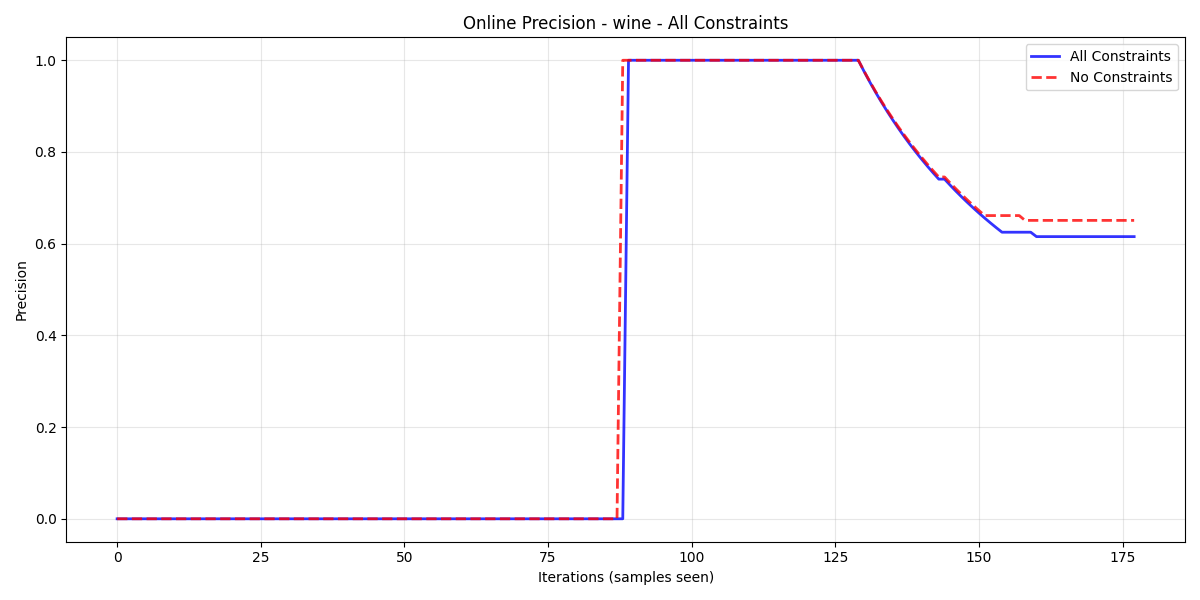 Online Precision - wine - All Constraints
All Constraints
No Constraints
Precision
1.0
0.8
0.6
0.4
0.2
0.0
0 25 50 75 100 125 150 175
Iterations (samples seen)